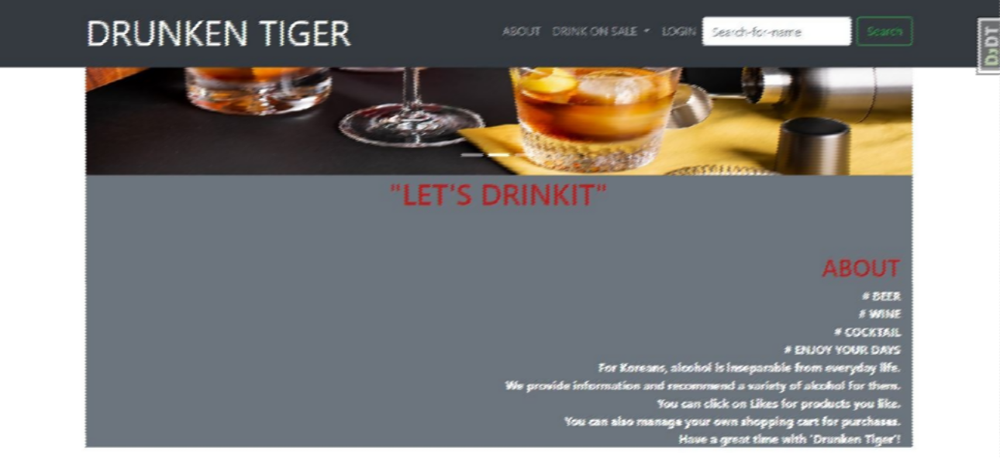 DRUNKEN TIGER
ABOUT DRINK ON SALE LOGIN Search-for-name Search
DJDT
"LET'S DRINKIT"
ABOUT
# BEER
# WINE
# COCKTAIL
# ENJOY YOUR DAYS
For Koreans, alcohol is inseparable from everyday life.
We provide information and recommend a variety of alcohol for them.
You can click on Likes for products you like.
You can also manage your own shopping cart for purchases.
Have a great time with 'Drunken Tiger'!